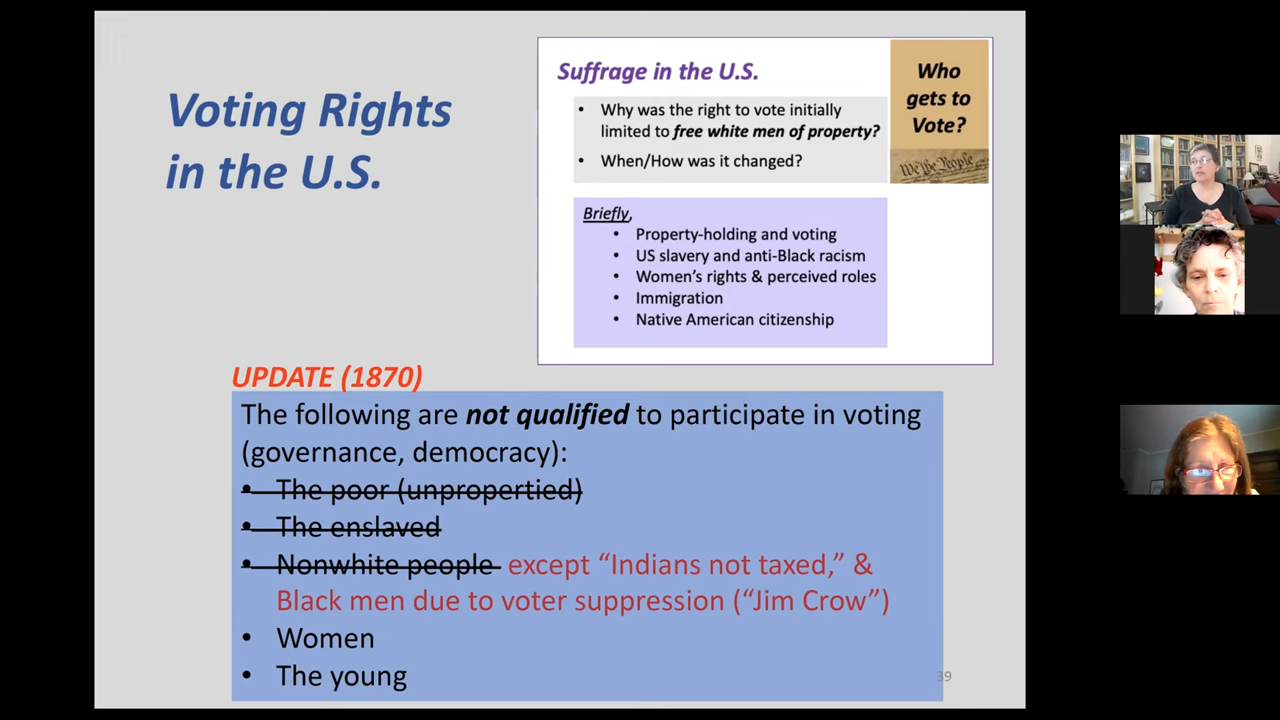 Voting Rights
in the U.S.
Suffrage in the U.S.
• Why was the right to vote initially
limited to free white men of property?
• When/How was it changed?
Who
gets to
Vote?
We the People
Briefly,
• Property-holding and voting
• US slavery and anti-Black racism
• Women's rights & perceived roles
• Immigration
• Native American citizenship
UPDATE (1870)
The following are not qualified to participate in voting
(governance, democracy):
• The poor (unpropertied)
• The enslaved
• Nonwhite people except “Indians not taxed,” &
Black men due to voter suppression (“Jim Crow”)
• Women
• The young
39